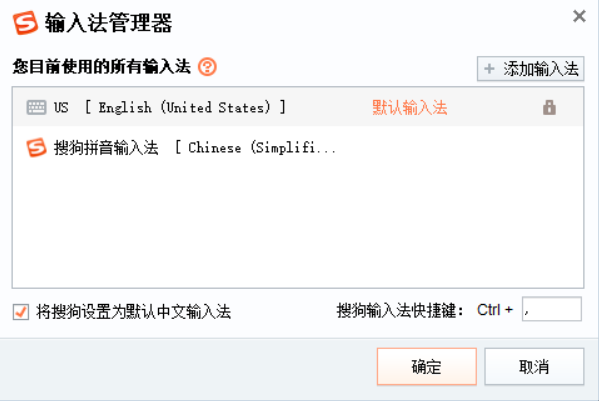 输入法管理器
您目前使用的所有输入法
+ 添加输入法
US [ English (United States) ] 默认输入法
搜狗拼音输入法 [ Chinese (Simplifi...
将搜狗设置为默认中文输入法 搜狗输入法快捷键： Ctrl + ,
确定 取消